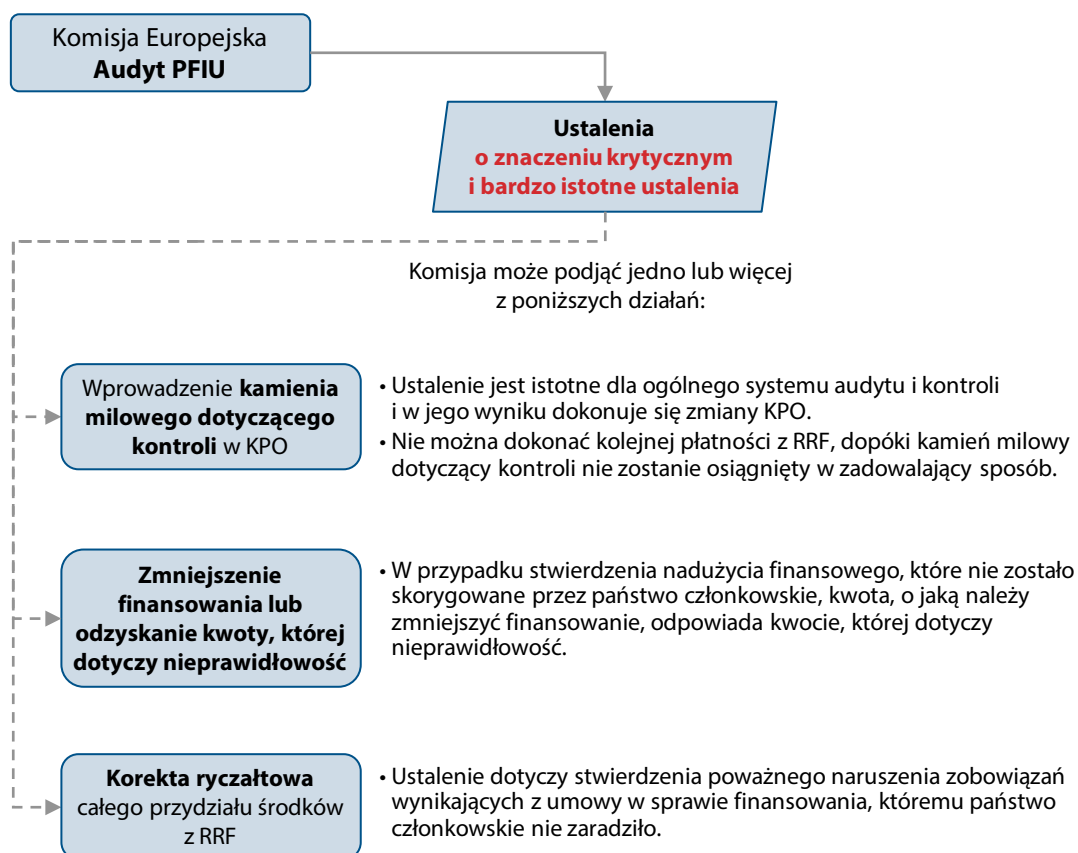 Komisja Europejska
Audyt PFIU
Ustalenia
o znaczeniu krytycznym
i bardzo istotne ustalenia
Komisja może podjąć jedno lub więcej
z poniższych działań:
Wprowadzenie kamienia
milowego dotyczącego
kontroli w KPO
• Ustalenie jest istotne dla ogólnego systemu audytu i kontroli
i w jego wyniku dokonuje się zmiany KPO.
• Nie można dokonać kolejnej płatności z RRF, dopóki kamień milowy
dotyczący kontroli nie zostanie osiągnięty w zadowalający sposób.
Zmniejszenie
finansowania lub
odzyskanie kwoty, której
dotyczy nieprawidłowość
• W przypadku stwierdzenia nadużycia finansowego, które nie zostało
skorygowane przez państwo członkowskie, kwota, o jaką należy
zmniejszyć finansowanie, odpowiada kwocie, której dotyczy
nieprawidłowość.
Korekta ryczałtowa
całego przydziału środków
z RRF
• Ustalenie dotyczy stwierdzenia poważnego naruszenia zobowiązań
wynikających z umowy w sprawie finansowania, któremu państwo
członkowskie nie zaradziło.